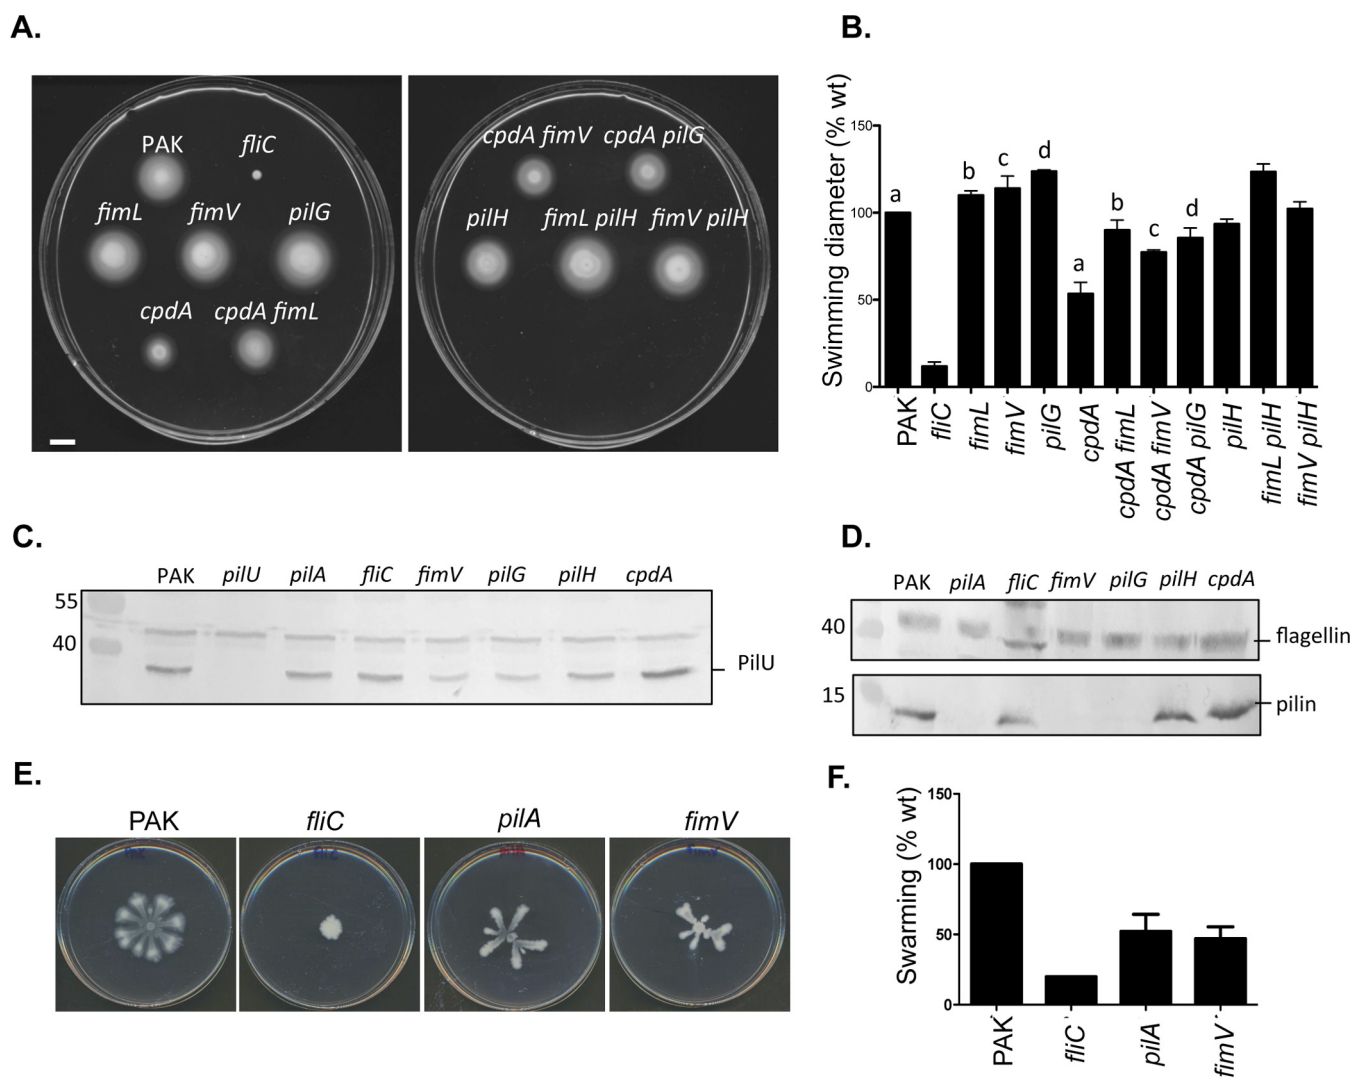 A.
PAK
fliC
fimL
fimV
pilG
cpdA
cpdA fimL
cpdA fimV
cpdA pilG
pilH
fimL pilH
fimV pilH
B.
Swimming diameter (% wt)
150
100
50
0
a
b
c
d
a
b
c
d
PAK
fliC
fimL
fimV
pilG
cpdA
cpdA fimL
cpdA fimV
cpdA pilG
pilH
fimL pilH
fimV pilH
C.
PAK pilU pilA fliC fimV pilG pilH cpdA
55
40
PilU
D.
PAK pilA fliC fimV pilG pilH cpdA
40
flagellin
15
pilin
E.
PAK
fliC
pilA
fimV
F.
Swarming (% wt)
150
100
50
0
PAK
fliC
pilA
fimV